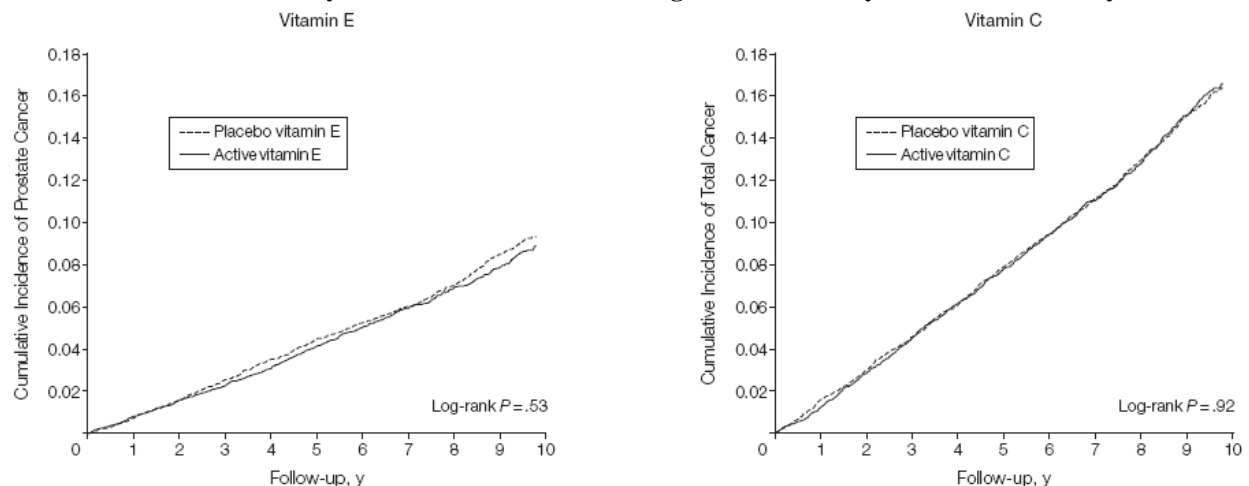 Vitamin E
0.18
0.16
0.14
0.12
0.10
0.08
0.06
0.04
0.02
Cumulative Incidence of Prostate Cancer
Placebo vitamin E
Active vitamin E
Log-rank P = .53
0 1 2 3 4 5 6 7 8 9 10
Follow-up, y
Vitamin C
0.18
0.16
0.14
0.12
0.10
0.08
0.06
0.04
0.02
Cumulative Incidence of Total Cancer
Placebo vitamin C
Active vitamin C
Log-rank P = .92
0 1 2 3 4 5 6 7 8 9 10
Follow-up, y